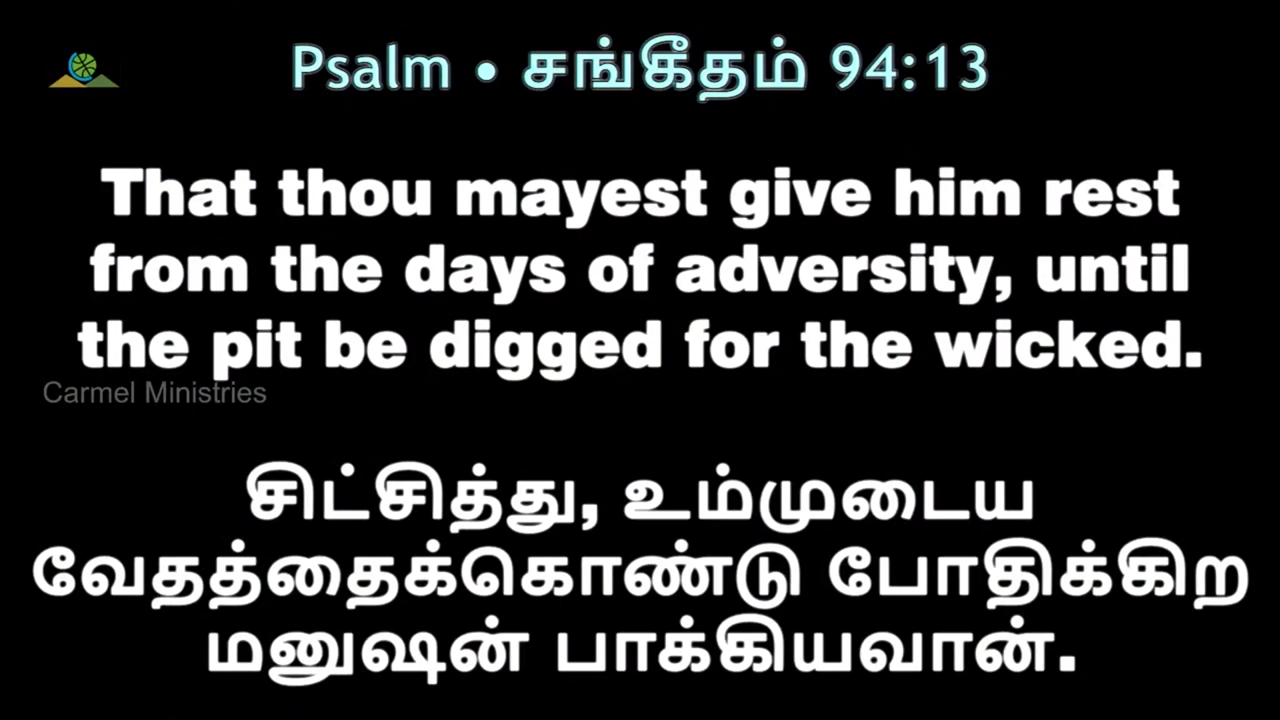 Psalm • சங்கீதம் 94:13
That thou mayest give him rest
from the days of adversity, until
the pit be digged for the wicked.
Carmel Ministries
சிட்சித்து, உம்முடைய
வேதத்தைக்கொண்டு போதிக்கிற
மனுஷன் பாக்கியவான்.